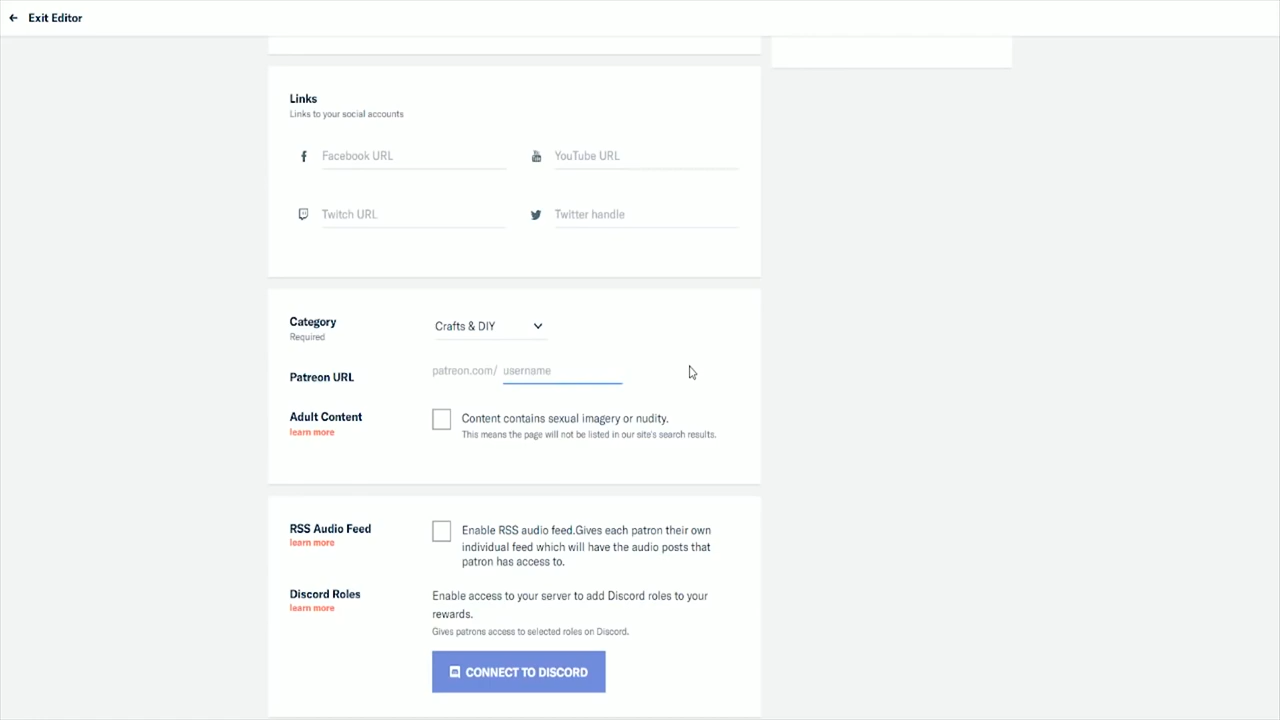 Exit Editor
Links
Links to your social accounts
Facebook URL
YouTube URL
Twitch URL
Twitter handle
Category
Required
Crafts & DIY
Patreon URL
patreon.com/ username
Adult Content
learn more
Content contains sexual imagery or nudity.
This means the page will not be listed in our site's search results.
RSS Audio Feed
learn more
Enable RSS audio feed.Gives each patron their own
individual feed which will have the audio posts that
patron has access to.
Discord Roles
learn more
Enable access to your server to add Discord roles to your
rewards.
Gives patrons access to selected roles on Discord.
CONNECT TO DISCORD